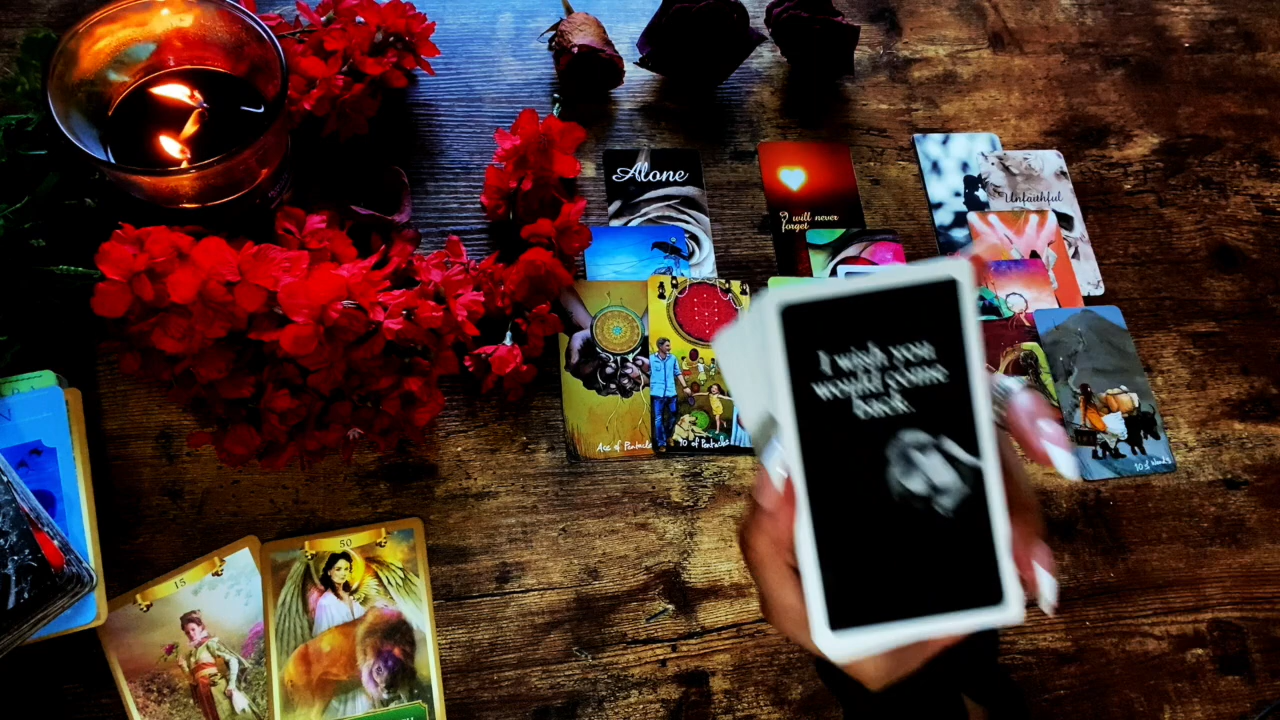 Alone
I will never
forget
Unfaithful
I wish you
would come
back
Ace of Pentacles
10 of Pentacles
10 of Wands
15
50